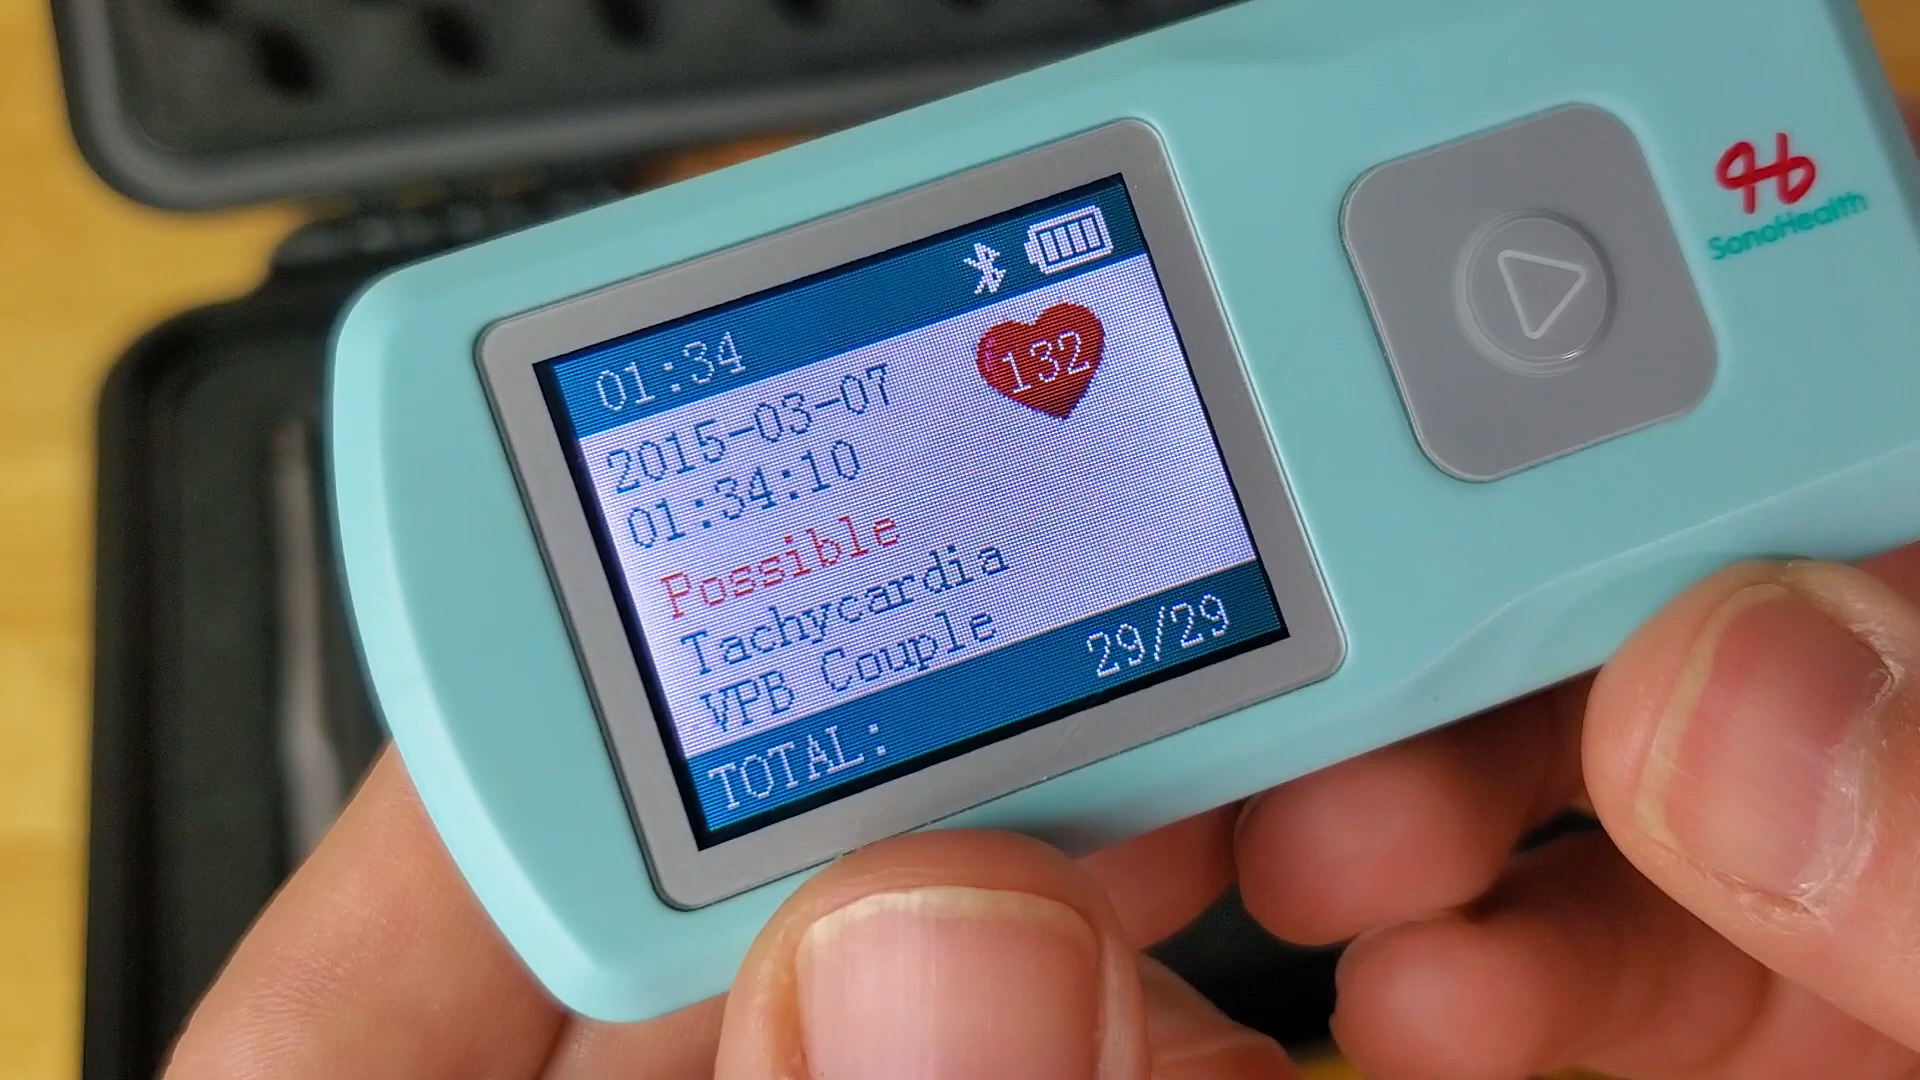 01:34
132
2015-03-07
01:34:10
Possible
Tachycardia
VPB Couple
TOTAL: 29/29
SonoHealth